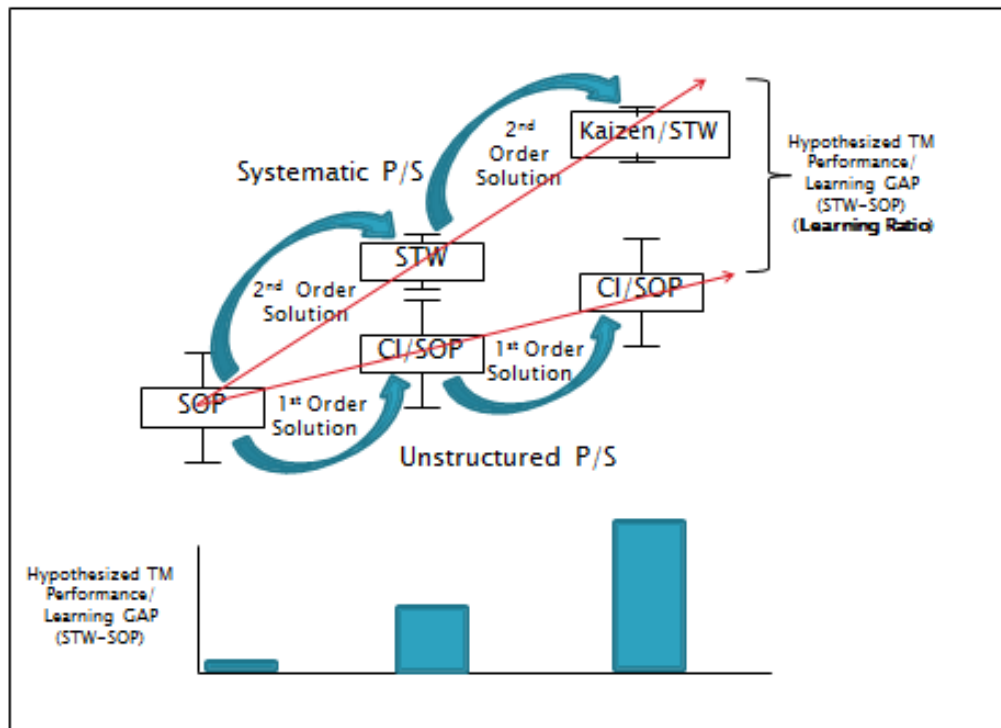 Systematic P/S
2nd
Order
Solution
Kaizen/STW
Hypothesized TM
Performance/
Learning GAP
(STW-SOP)
(Learning Ratio)
2nd Order
Solution
STW
CI/SOP
CI/SOP
1st Order
Solution
SOP
1st Order
Solution
Unstructured P/S
Hypothesized TM
Performance/
Learning GAP
(STW-SOP)